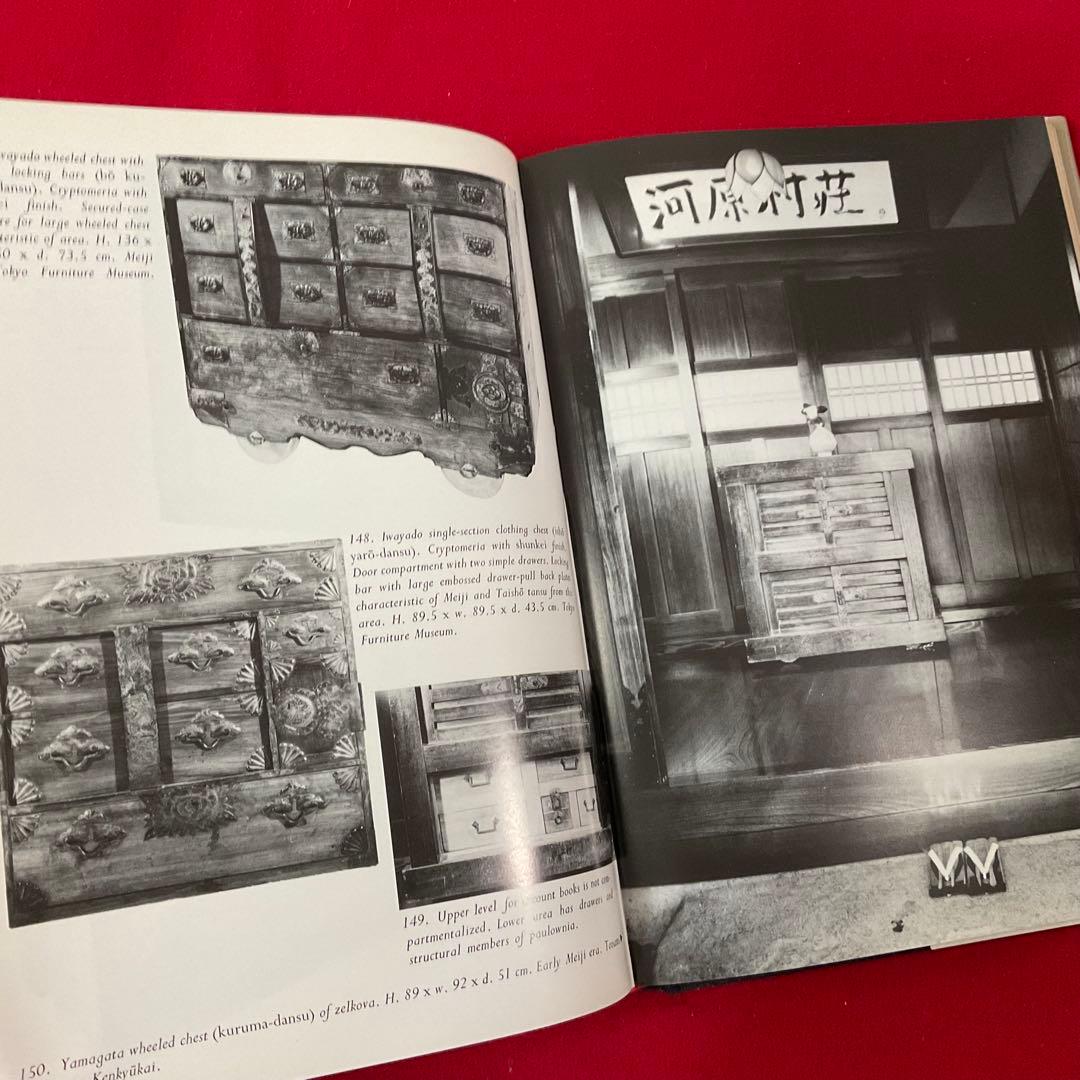 wheeled chest with
locking bars (bō ku-
Cryptomeria with
finish. Secured-case
for large wheeled chest
of area. H. 136 x
x d. 73.5 cm. Meiji
Tokyo Furniture Museum.
148. Iwayado single-section clothing chest
yarō-dansu). Cryptomeria with shunkei finish.
Door compartment with two simple drawers. Locking
bar with large embossed drawer-pull back plates
characteristic of Meiji and Taishō tansu from this
area. H. 89.5 x w. 89.5 x d. 43.5 cm. Tokyo
Furniture Museum.
149. Upper level for account books is not com-
partmentalized. Lower area has drawers and
structural members of paulownia.
150. Yamagata wheeled chest (kuruma-dansu) of zelkova. H. 89 x w. 92 x d. 51 cm. Early Meiji era.
Kenkyūkai.
河原村荘